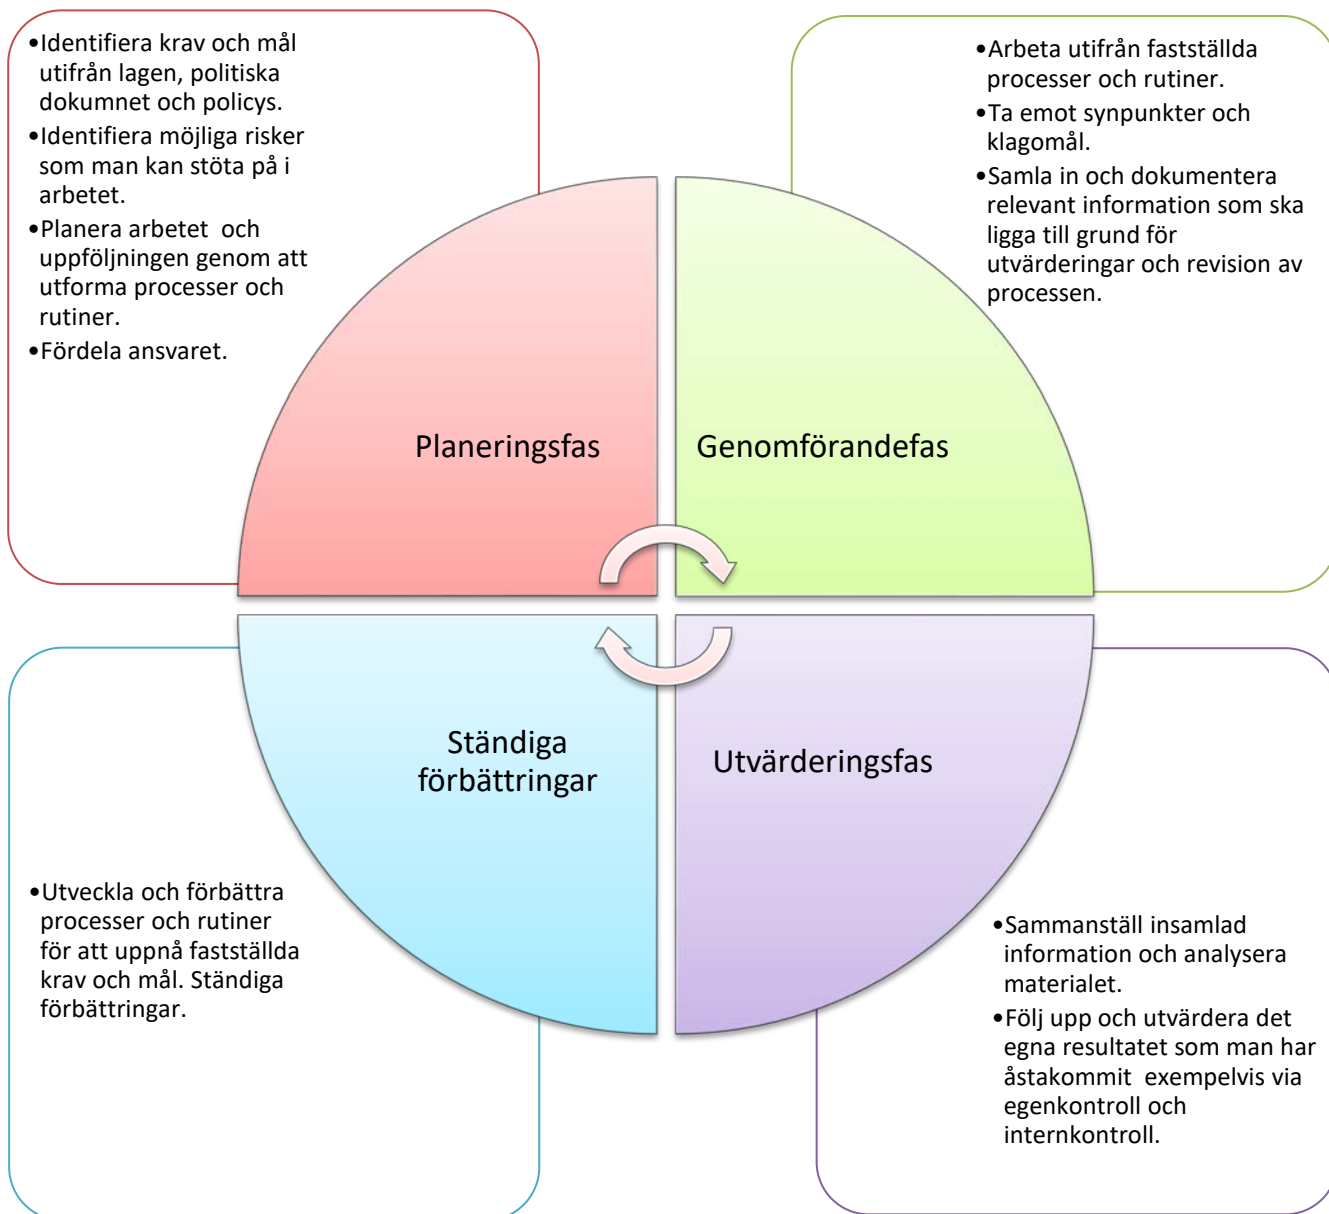 •Identifiera krav och mål
utifrån lagen, politiska
dokumnet och policys.
•Identifiera möjliga risker
som man kan stöta på i
arbetet.
•Planera arbetet  och
uppföljningen genom att
utforma processer och
rutiner.
•Fördela ansvaret.
•Arbeta utifrån fastställda
processer och rutiner.
•Ta emot synpunkter och
klagomål.
•Samla in och dokumentera
relevant information som ska
ligga till grund för
utvärderingar och revision av
processen.
Planeringsfas
Genomförandefas
Ständiga
förbättringar
Utvärderingsfas
•Utveckla och förbättra
processer och rutiner
för att uppnå fastställda
krav och mål. Ständiga
förbättringar.
•Sammanställ insamlad
information och analysera
materialet.
•Följ upp och utvärdera det
egna resultatet som man har
åstakommit  exempelvis via
egenkontroll och
internkontroll.